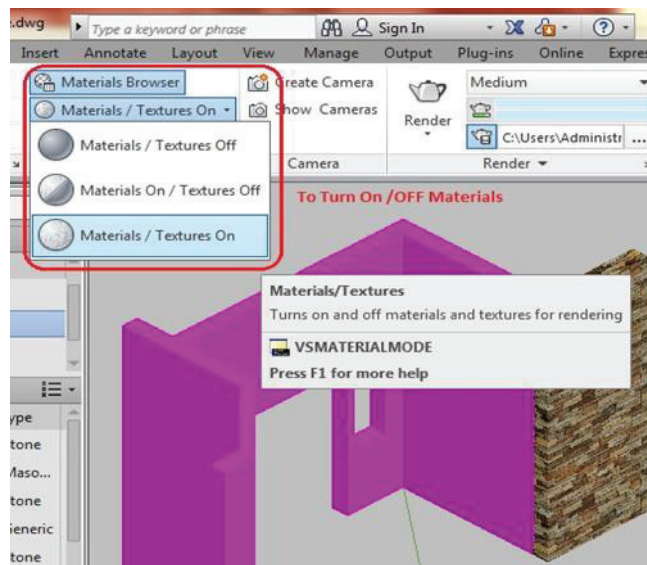 .dwg Type a keyword or phrase Sign In
Insert Annotate Layout View Manage Output Plug-ins Online Expres
Materials Browser Create Camera Medium
Materials / Textures On Show Cameras
Render
C:\Users\Administr ...
Materials / Textures Off
Camera Render
Materials On / Textures Off
To Turn On /OFF Materials
Materials / Textures On
Materials/Textures
Turns on and off materials and textures for rendering
VSMATERIALMODE
Press F1 for more help
ype
tone
Maso...
tone
Generic
tone